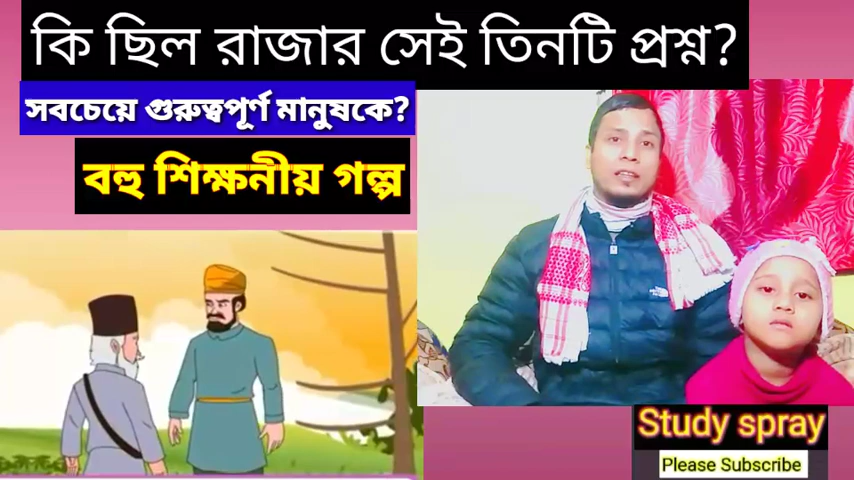 কি ছিল রাজার সেই তিনটি প্রশ্ন?
সবচেয়ে গুরুত্বপূর্ণ মানুষকে?
বহু শিক্ষনীয় গল্প
Study spray
Please Subscribe